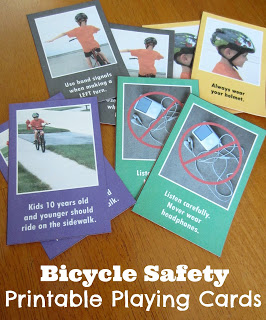 Use hand signals
when making a
LEFT turn.
Always wear
your helmet.
Kids 10 years old
and younger should
ride on the sidewalk.
Listen carefully.
Never wear
headphones.
Bicycle Safety
Printable Playing Cards